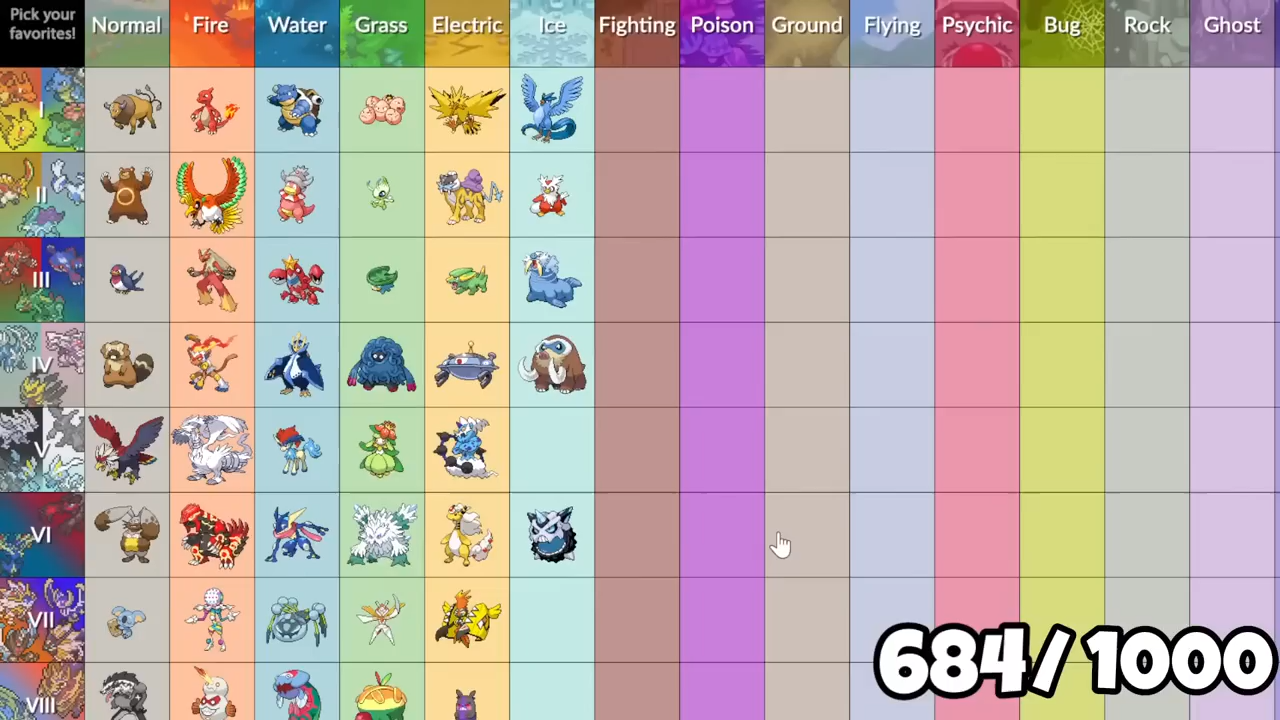 Pick your
favorites!
Normal Fire Water Grass Electric Ice Fighting Poison Ground Flying Psychic Bug Rock Ghost
I
II
III
IV
V
VI
VII
VIII
684/1000